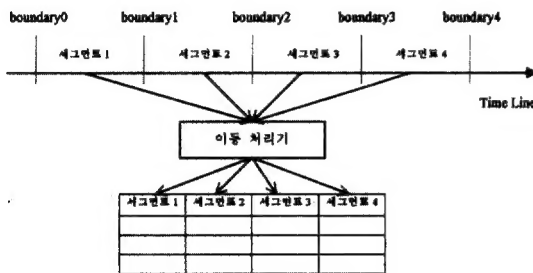 boundary0 boundary1 boundary2 boundary3 boundary4
세그먼트 1 세그먼트 2 세그먼트 3 세그먼트 4
Time Line
이동 처리기
세그먼트 1 세그먼트 2 세그먼트 3 세그먼트 4